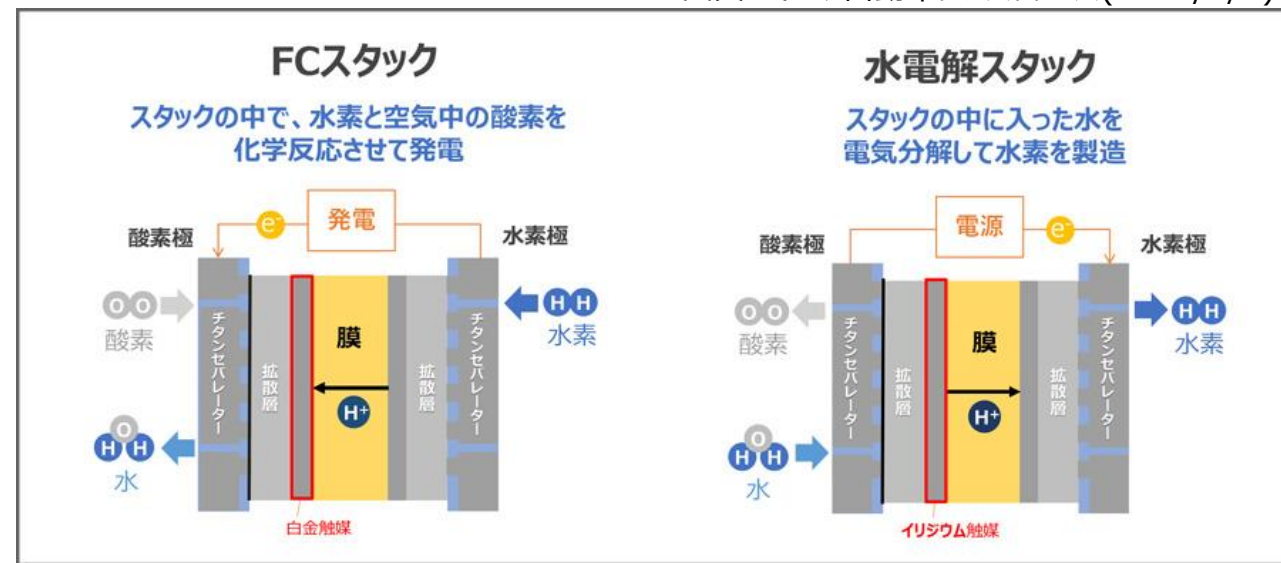 FCスタック
スタックの中で、水素と空気中の酸素を
化学反応させて発電
酸素極
e-
発電
水素極
OO
酸素
HH
水素
チタンセパレーター
拡散層
膜
H+
拡散層
チタンセパレーター
O
HH
水
白金触媒
水電解スタック
スタックの中に入った水を
電気分解して水素を製造
酸素極
電源
e-
水素極
OO
酸素
HH
水素
チタンセパレーター
拡散層
膜
H+
拡散層
チタンセパレーター
O
HH
水
イリジウム触媒